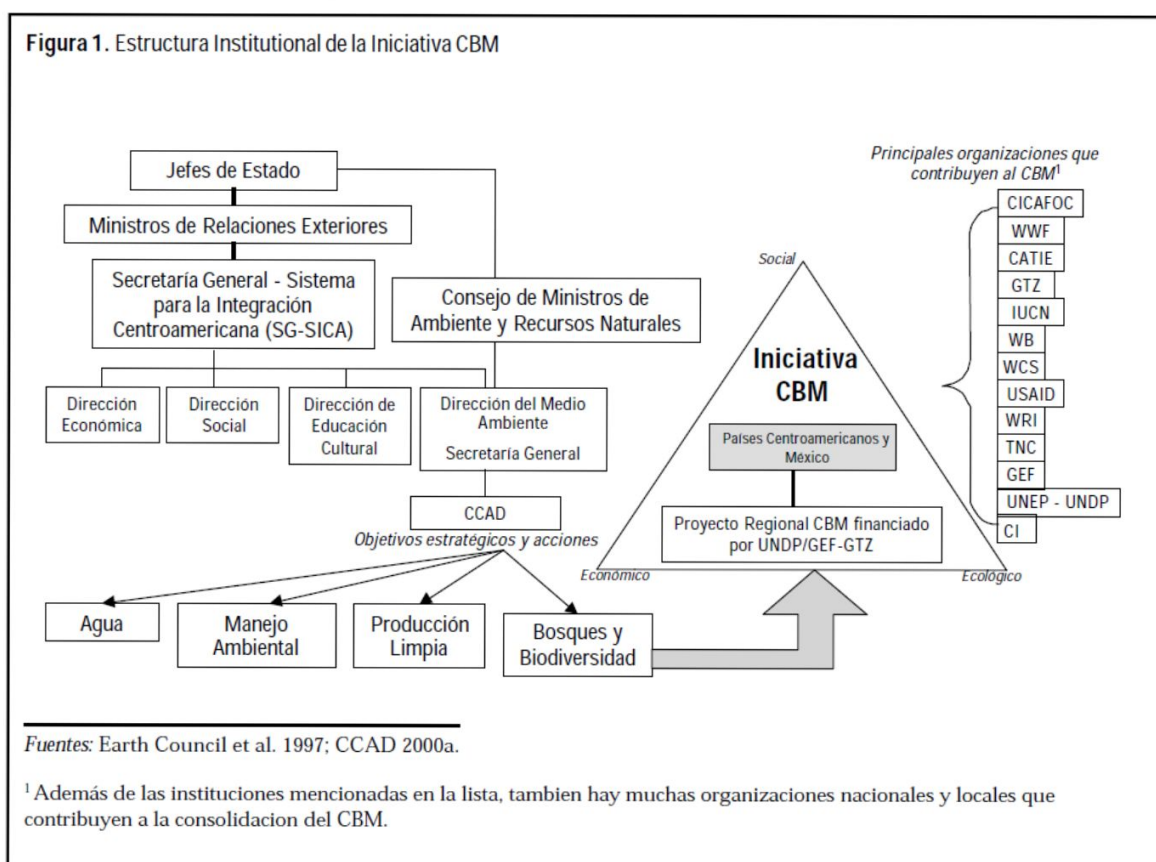 Figura 1. Estructura Institutional de la Iniciativa CBM
Jefes de Estado
Ministros de Relaciones Exteriores
Secretaría General - Sistema
para la Integración
Centroamericana (SG-SICA)
Consejo de Ministros de
Ambiente y Recursos Naturales
Dirección
Económica
Dirección
Social
Dirección de
Educación
Cultural
Dirección del Medio
Ambiente
Secretaría General
CCAD
Objetivos estratégicos y acciones
Agua
Manejo
Ambiental
Producción
Limpia
Bosques y
Biodiversidad
Social
Iniciativa
CBM
Países Centroamericanos y
México
Proyecto Regional CBM financiado
por UNDP/GEF-GTZ
Económico
Ecológico
Principales organizaciones que
contribuyen al CBM¹
CICAFOC
WWF
CATIE
GTZ
IUCN
WB
WCS
USAID
WRI
TNC
GEF
UNEP - UNDP
CI
Fuentes: Earth Council et al. 1997; CCAD 2000a.
¹ Además de las instituciones mencionadas en la lista, tambien hay muchas organizaciones nacionales y locales que
contribuyen a la consolidacion del CBM.